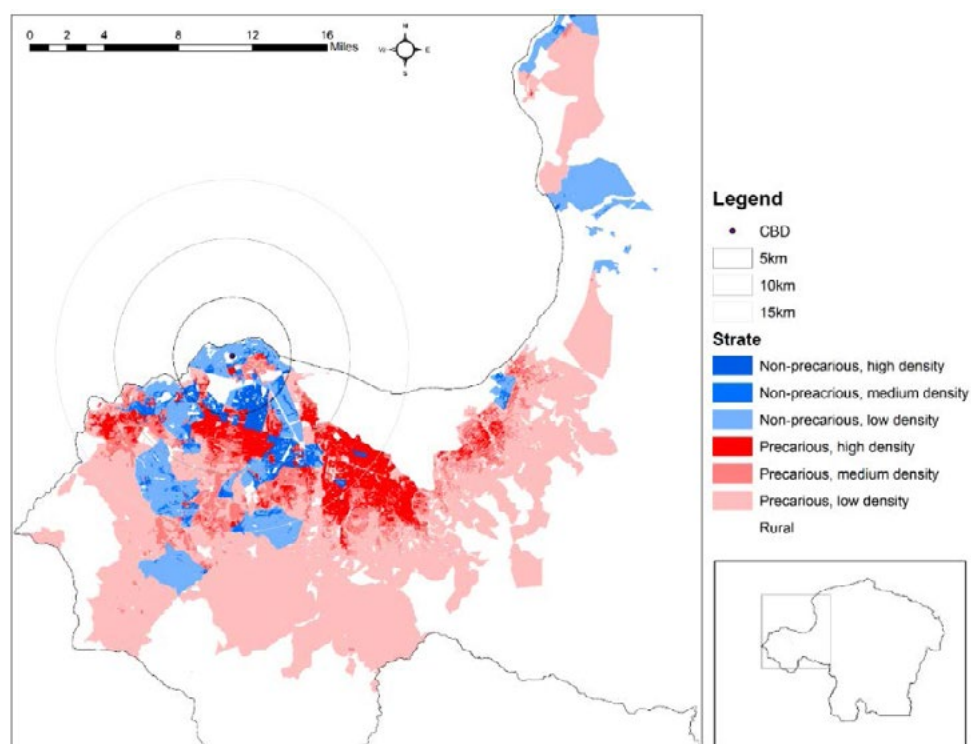 0 2 4 8 12 16
Miles
N
W E
S
Legend
CBD
5km
10km
15km
Strate
Non-precarious, high density
Non-preacrious, medium density
Non-precarious, low density
Precarious, high density
Precarious, medium density
Precarious, low density
Rural